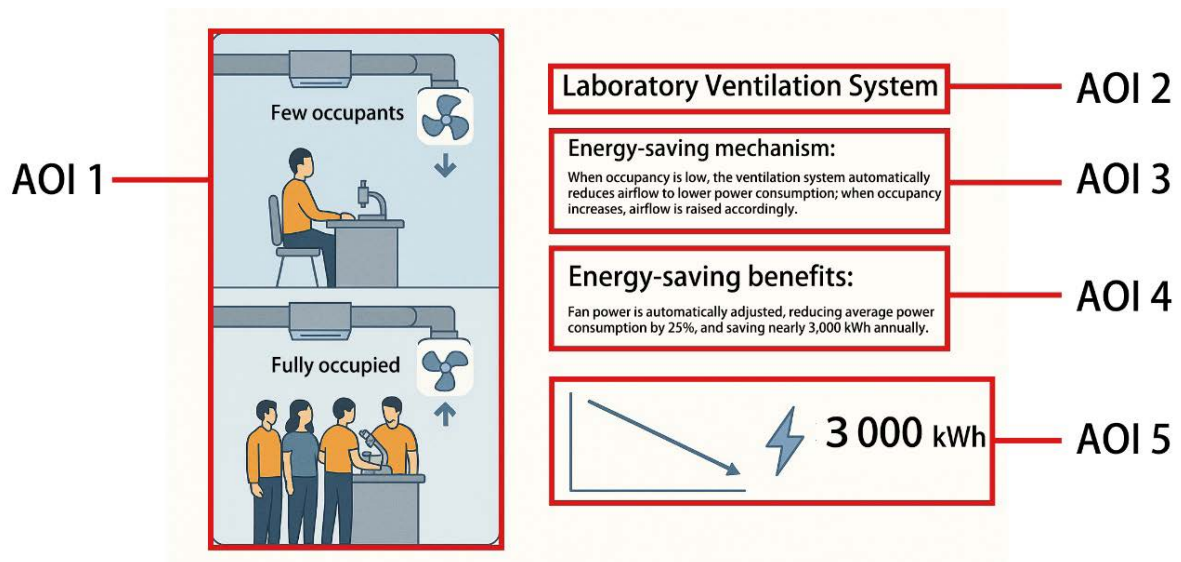 AOI 1
Few occupants
Fully occupied
Laboratory Ventilation System
AOI 2
Energy-saving mechanism:
When occupancy is low, the ventilation system automatically
reduces airflow to lower power consumption; when occupancy
increases, airflow is raised accordingly.
AOI 3
Energy-saving benefits:
Fan power is automatically adjusted, reducing average power
consumption by 25%, and saving nearly 3,000 kWh annually.
AOI 4
3 000 kWh
AOI 5